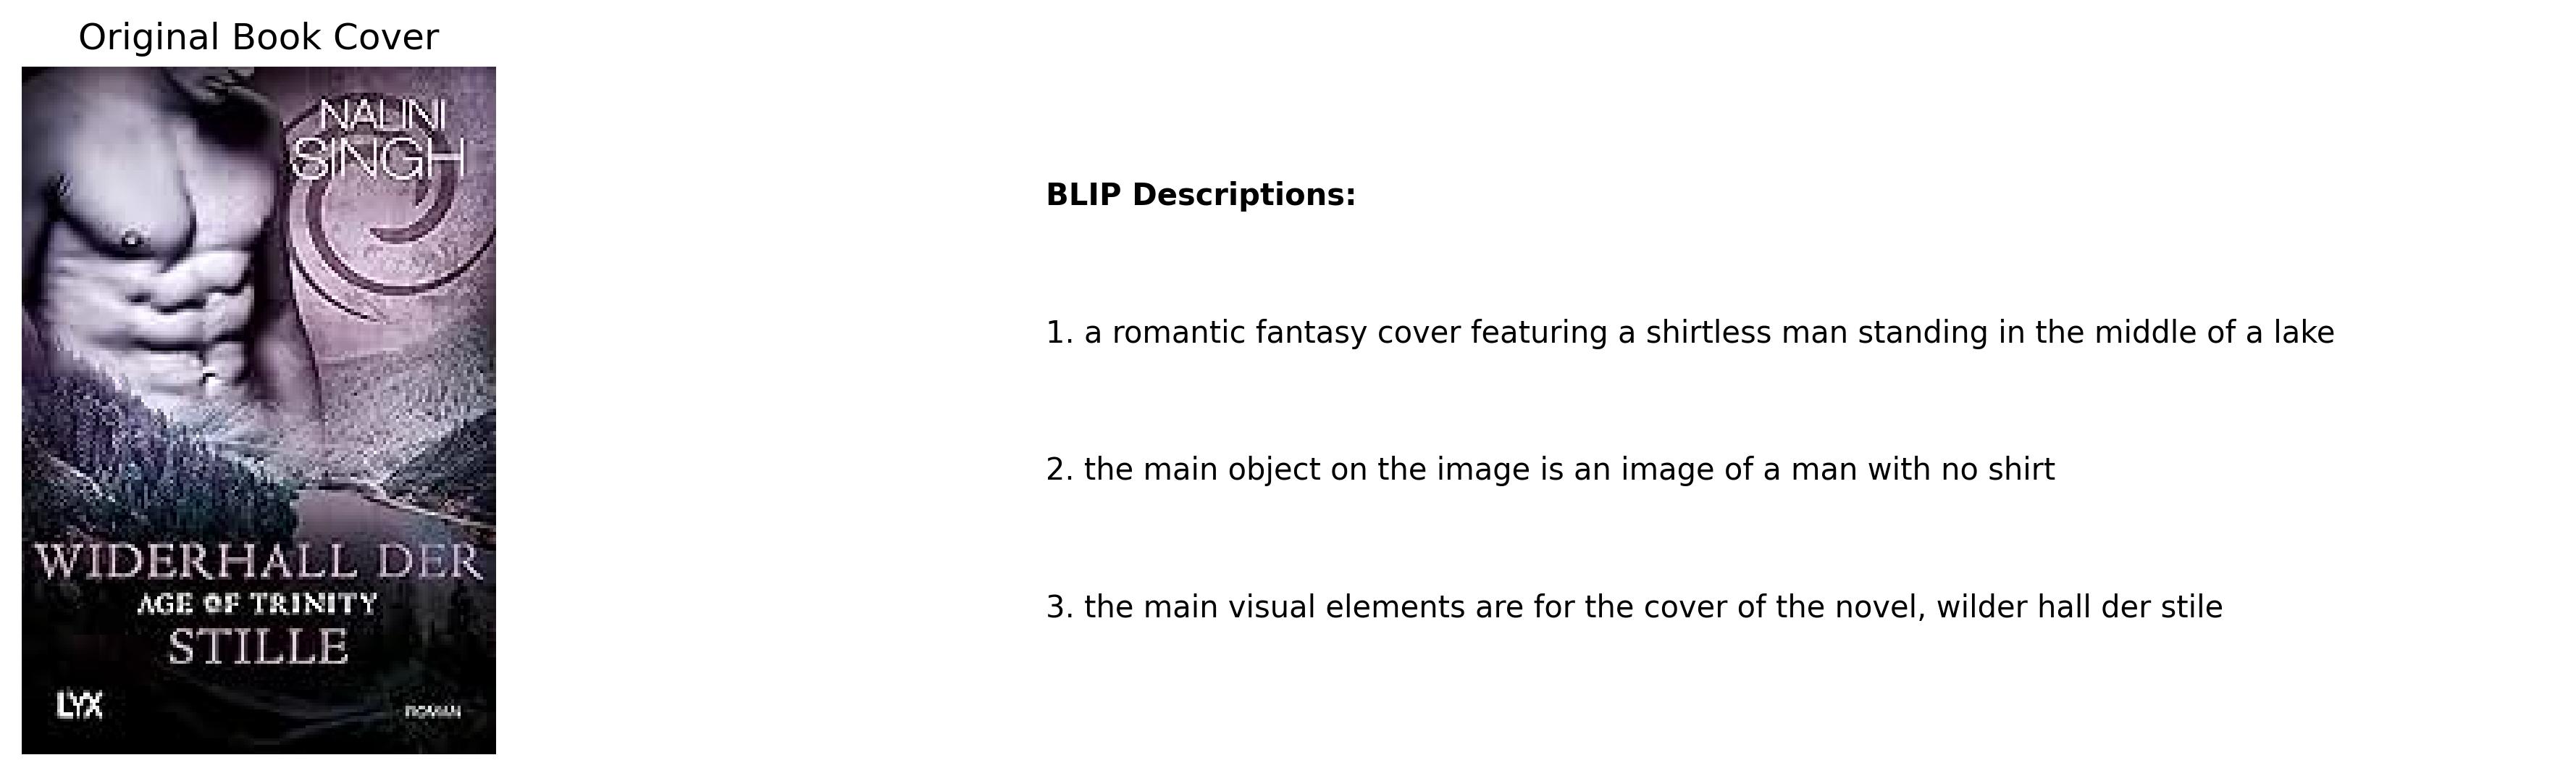 Original Book Cover
NALINI
SINGH
WIDERHALL DER
AGE OF TRINITY
STILLE
LYX
ROMAN
BLIP Descriptions:
1. a romantic fantasy cover featuring a shirtless man standing in the middle of a lake
2. the main object on the image is an image of a man with no shirt
3. the main visual elements are for the cover of the novel, wilder hall der stile